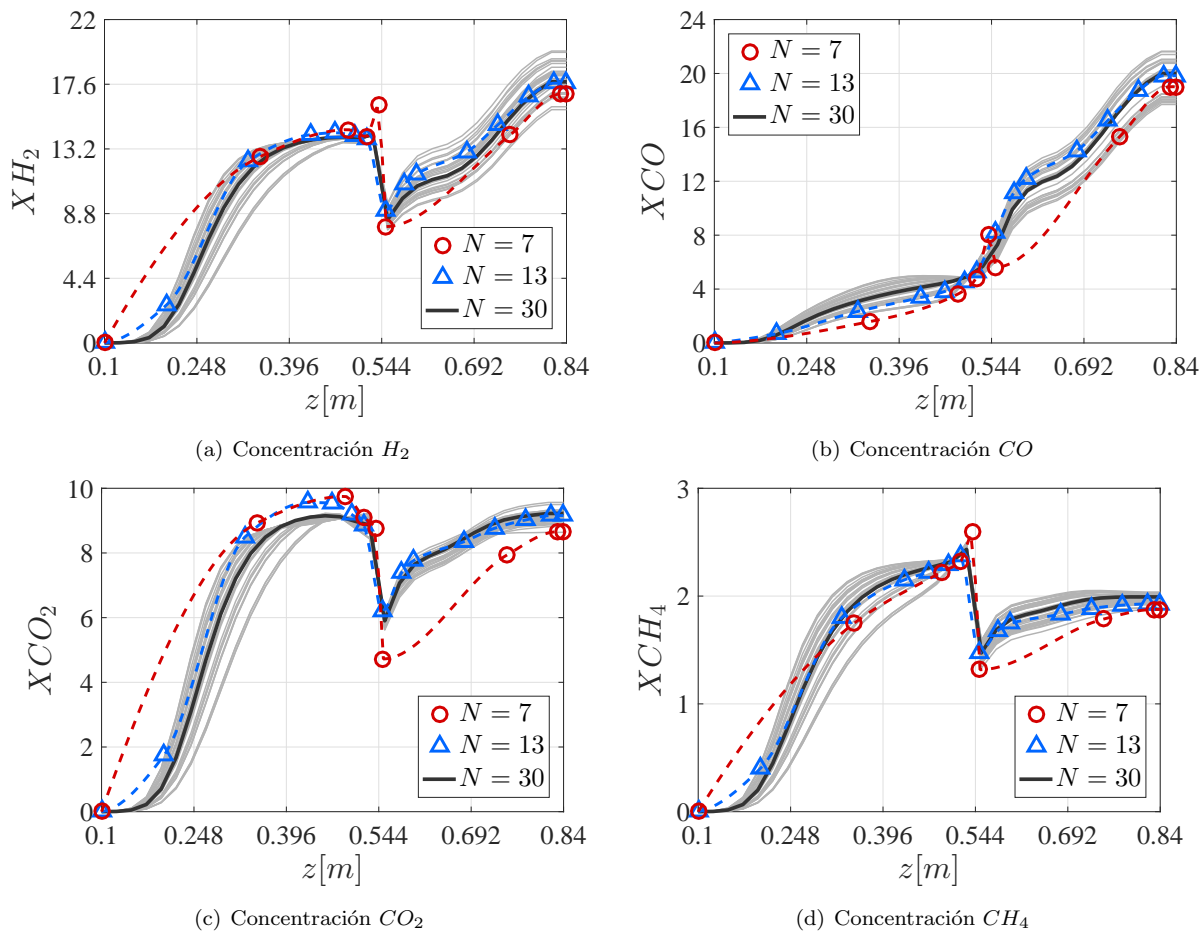 22
17.6
13.2
8.8
4.4
0
XH₂
N = 7
N = 13
N = 30
0.1 0.248 0.396 0.544 0.692 0.84
z[m]
(a) Concentración H₂
24
20
16
12
8
4
0
XCO
N = 7
N = 13
N = 30
0.1 0.248 0.396 0.544 0.692 0.84
z[m]
(b) Concentración CO
10
8
6
4
2
0
XCO₂
N = 7
N = 13
N = 30
0.1 0.248 0.396 0.544 0.692 0.84
z[m]
(c) Concentración CO₂
3
2
1
0
XCH₄
N = 7
N = 13
N = 30
0.1 0.248 0.396 0.544 0.692 0.84
z[m]
(d) Concentración CH₄